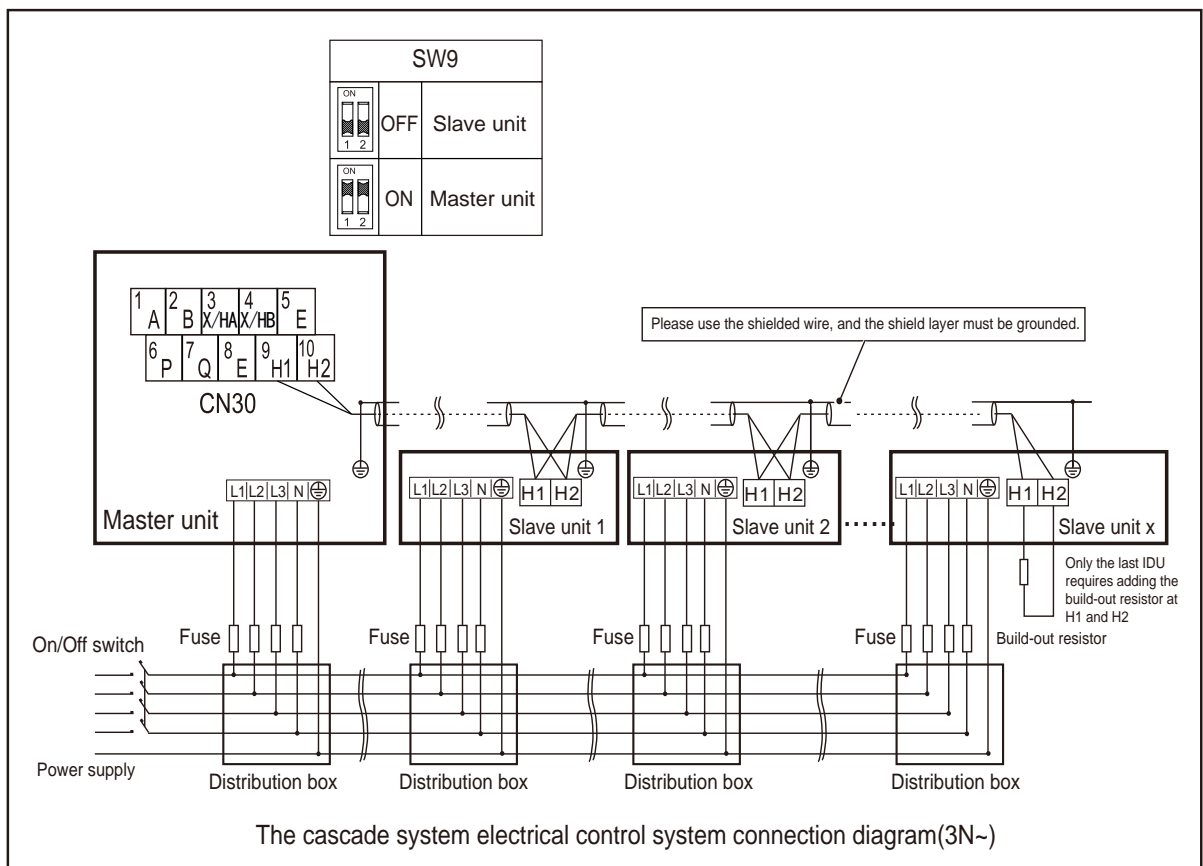 SW9
ON
1 2
OFF
Slave unit
ON
1 2
ON
Master unit
1 A
2 B
3 X/HA
4 X/HB
5 E
6 P
7 Q
8 E
9 H1
10 H2
CN30
Please use the shielded wire, and the shield layer must be grounded.
L1 L2 L3 N
Master unit
L1 L2 L3 N
H1 H2
Slave unit 1
L1 L2 L3 N
H1 H2
Slave unit 2
L1 L2 L3 N
H1 H2
Slave unit x
Only the last IDU
requires adding the
build-out resistor at
H1 and H2
Build-out resistor
On/Off switch
Fuse
Fuse
Fuse
Fuse
Power supply
Distribution box
Distribution box
Distribution box
Distribution box
The cascade system electrical control system connection diagram(3N~)